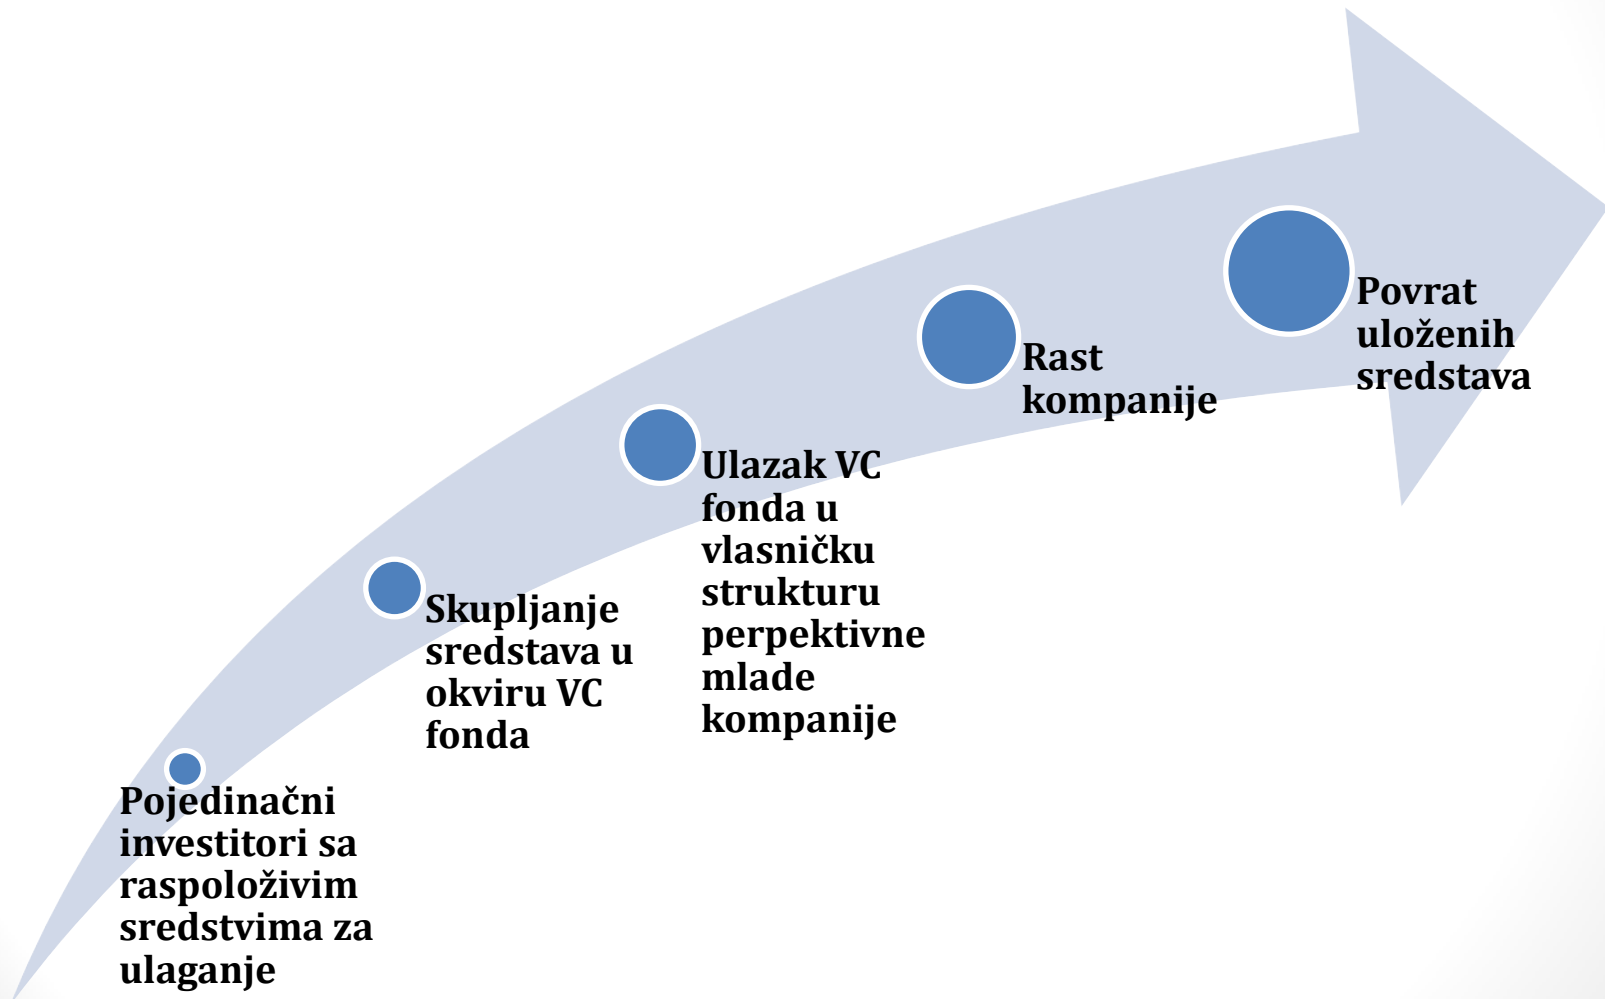 Pojedinačni
investitori sa
raspoloživim
sredstvima za
ulaganje
Skupljanje
sredstava u
okviru VC
fonda
Ulazak VC
fonda u
vlasničku
strukturu
perpektivne
mlade
kompanije
Rast
kompanije
Povrat
uloženih
sredstava